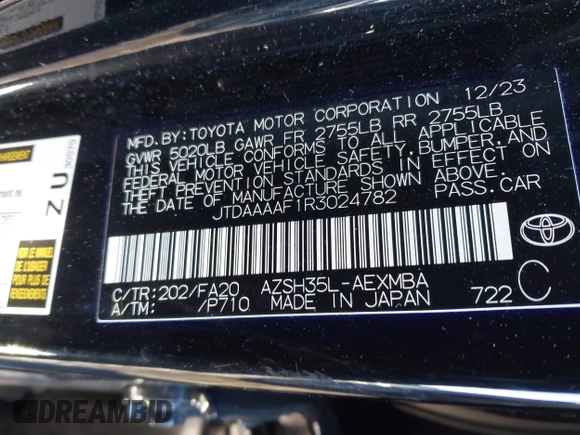 MFD. BY: TOYOTA MOTOR CORPORATION 12/23
GVWR 5020LB GAWR FR 2755LB RR 2755LB
THIS VEHICLE CONFORMS TO ALL APPLICABLE
FEDERAL MOTOR VEHICLE SAFETY, BUMPER, AND
THEFT PREVENTION STANDARDS IN EFFECT ON
THE DATE OF MANUFACTURE SHOWN ABOVE.
JTDAAAAF1R3024782 PASS. CAR
C/TR: 202/FA20 AZSH35L-AEXMBA
A/TM: /P710 MADE IN JAPAN 722 C
ZU
DREAMBID